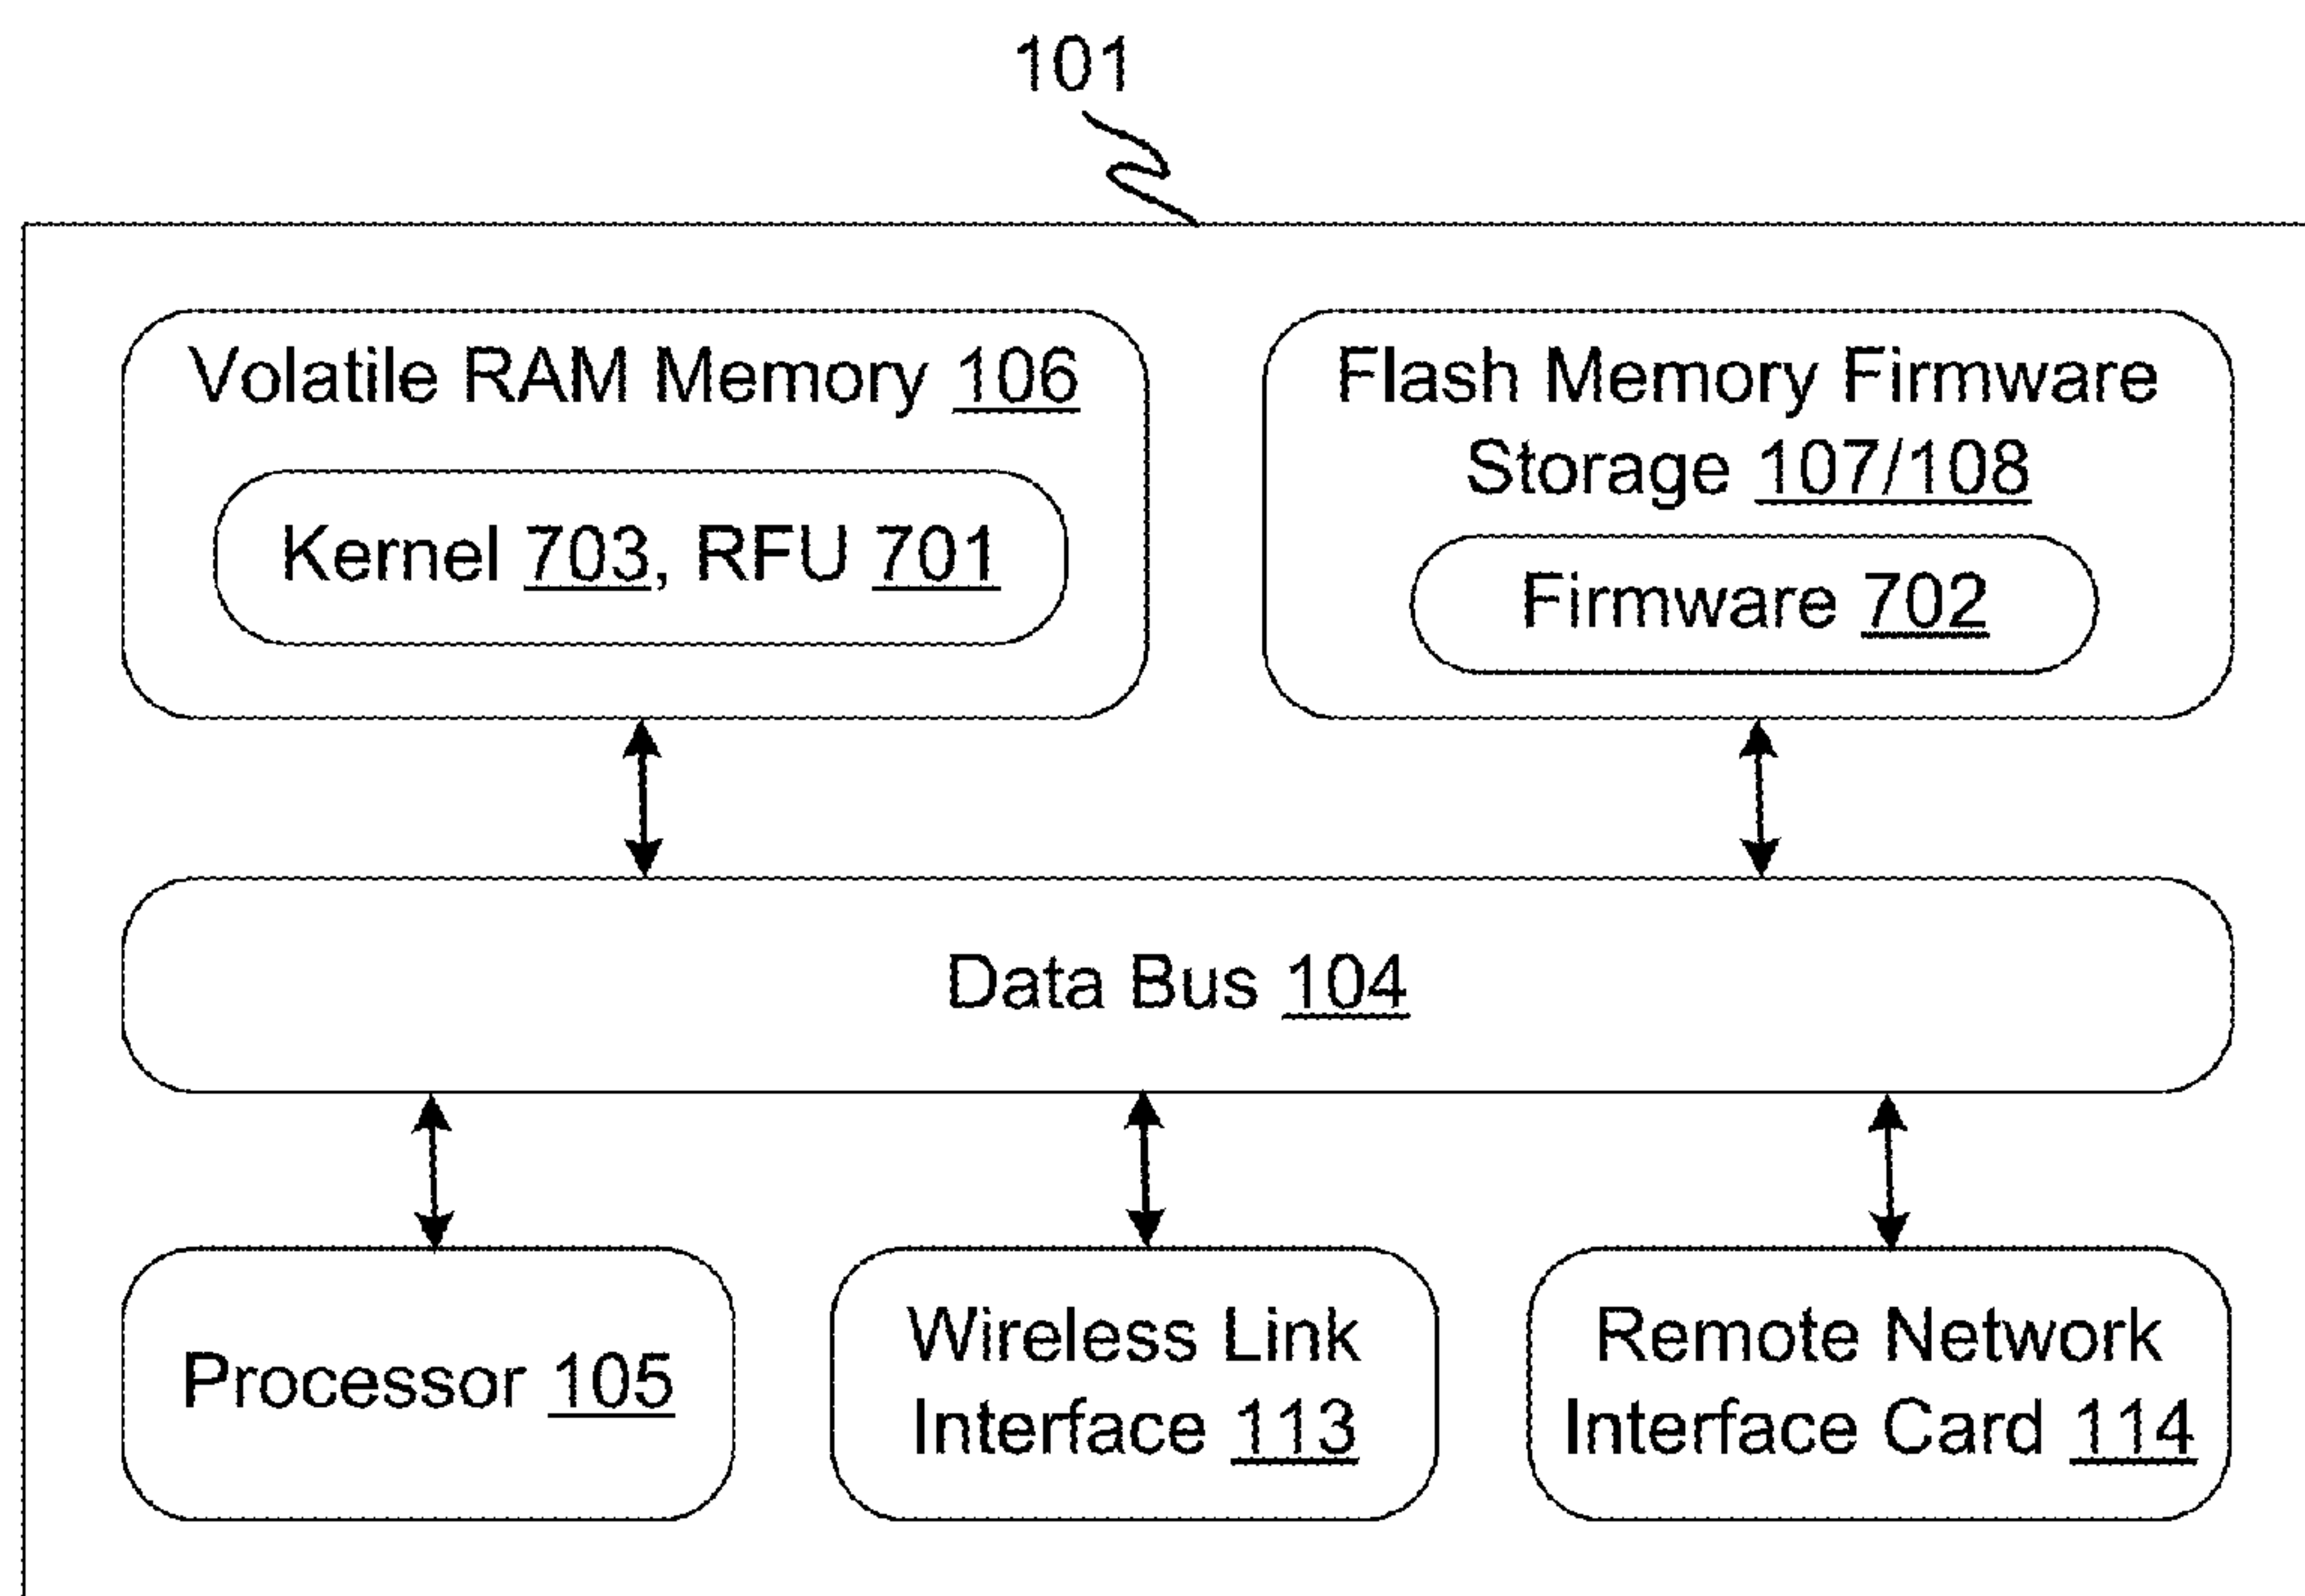 101
Volatile RAM Memory 106
Kernel 703, RFU 701
Flash Memory Firmware
Storage 107/108
Firmware 702
Data Bus 104
Processor 105
Wireless Link
Interface 113
Remote Network
Interface Card 114